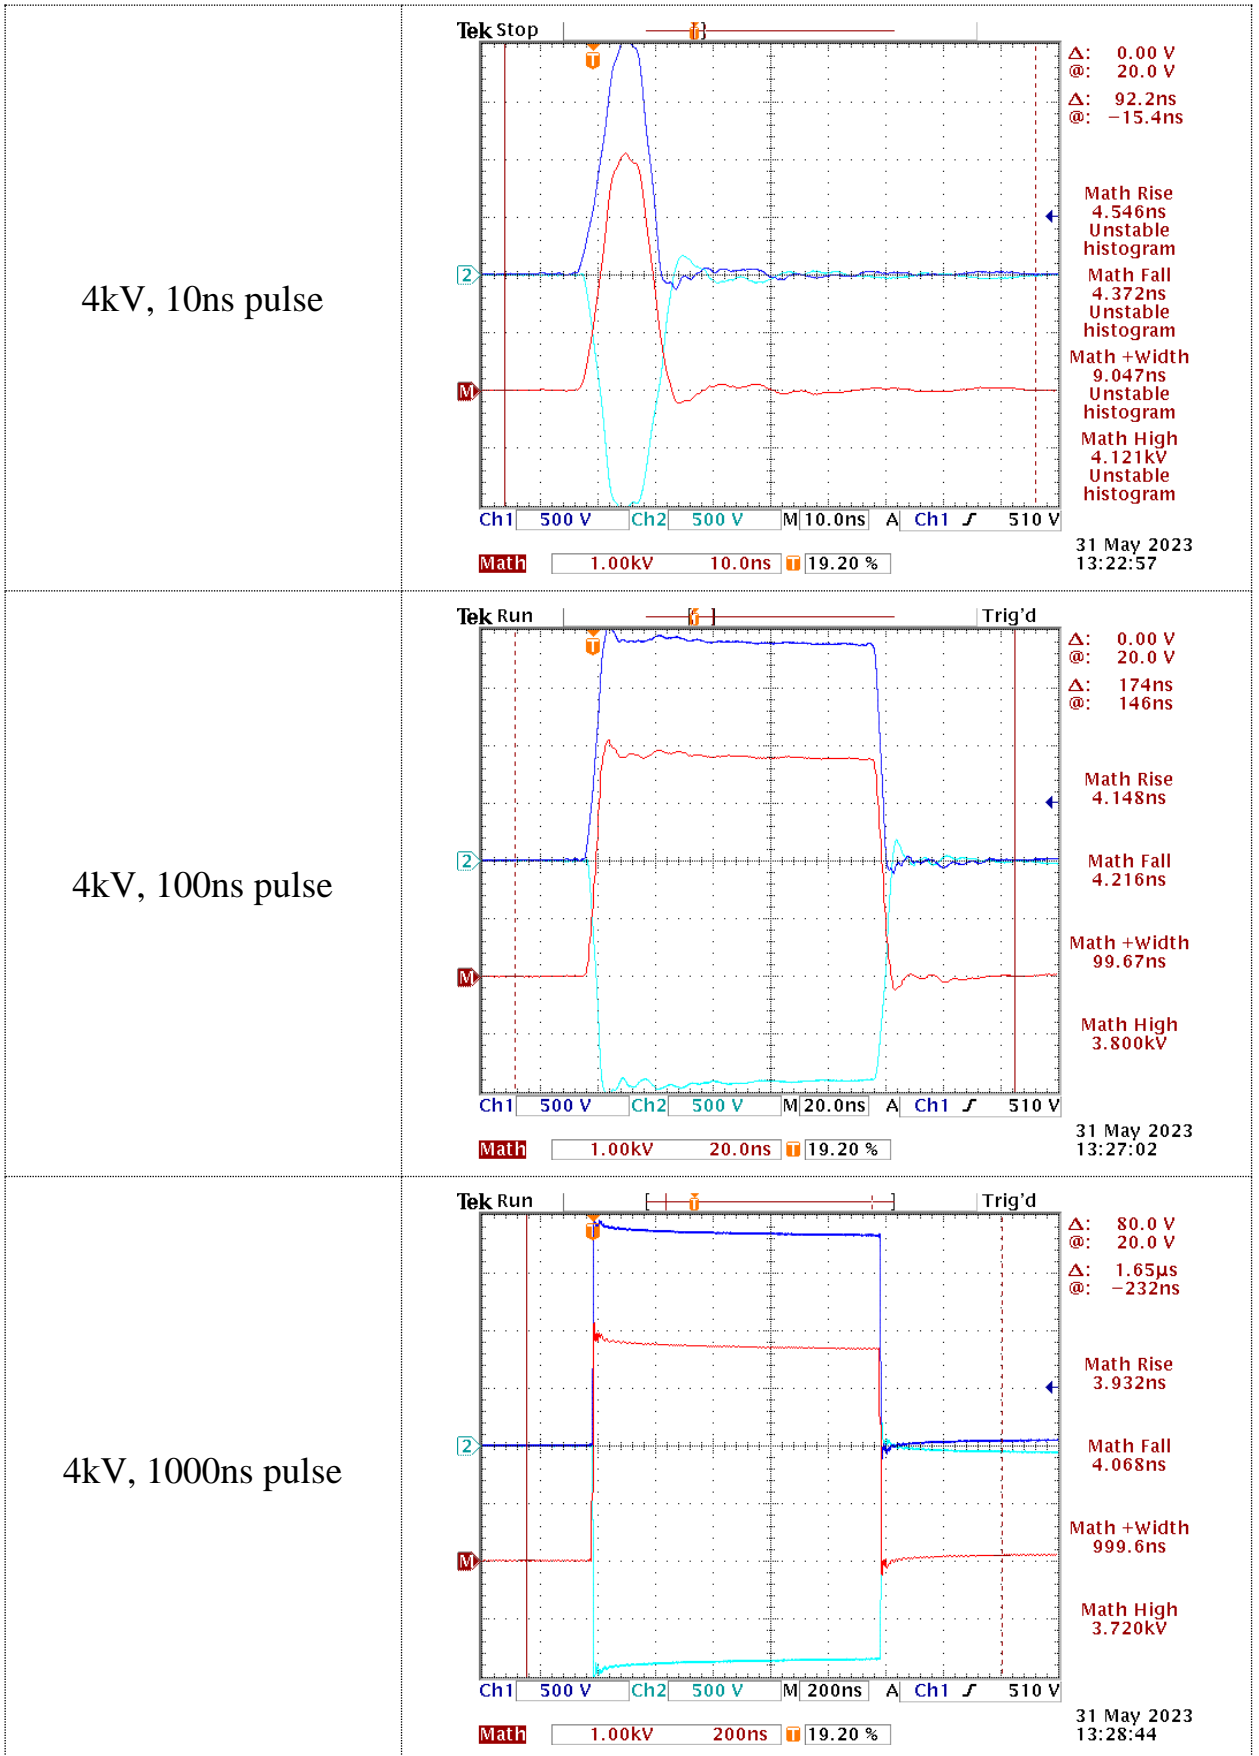 4kV, 10ns pulse
Tek Stop
T
T
Δ: 0.00 V
@: 20.0 V
Δ: 92.2ns
@: −15.4ns
Math Rise
4.546ns
Unstable
histogram
2
Math Fall
4.372ns
Unstable
histogram
Math +Width
9.047ns
Unstable
histogram
M
Math High
4.121kV
Unstable
histogram
Ch1 500 V Ch2 500 V M 10.0ns A Ch1 510 V
Math 1.00kV 10.0ns T 19.20 %
31 May 2023
13:22:57
4kV, 100ns pulse
Tek Run Trig'd
T
Δ: 0.00 V
@: 20.0 V
Δ: 174ns
@: 146ns
Math Rise
4.148ns
2
Math Fall
4.216ns
Math +Width
99.67ns
M
Math High
3.800kV
Ch1 500 V Ch2 500 V M 20.0ns A Ch1 510 V
Math 1.00kV 20.0ns T 19.20 %
31 May 2023
13:27:02
4kV, 1000ns pulse
Tek Run Trig'd
T
T
Δ: 80.0 V
@: 20.0 V
Δ: 1.65µs
@: −232ns
Math Rise
3.932ns
2
Math Fall
4.068ns
Math +Width
999.6ns
M
Math High
3.720kV
Ch1 500 V Ch2 500 V M 200ns A Ch1 510 V
Math 1.00kV 200ns T 19.20 %
31 May 2023
13:28:44